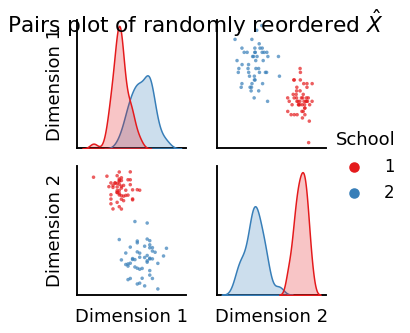 Pairs plot of randomly reordered X̂
Dimension 1
School
1
2
Dimension 2
Dimension 1
Dimension 2